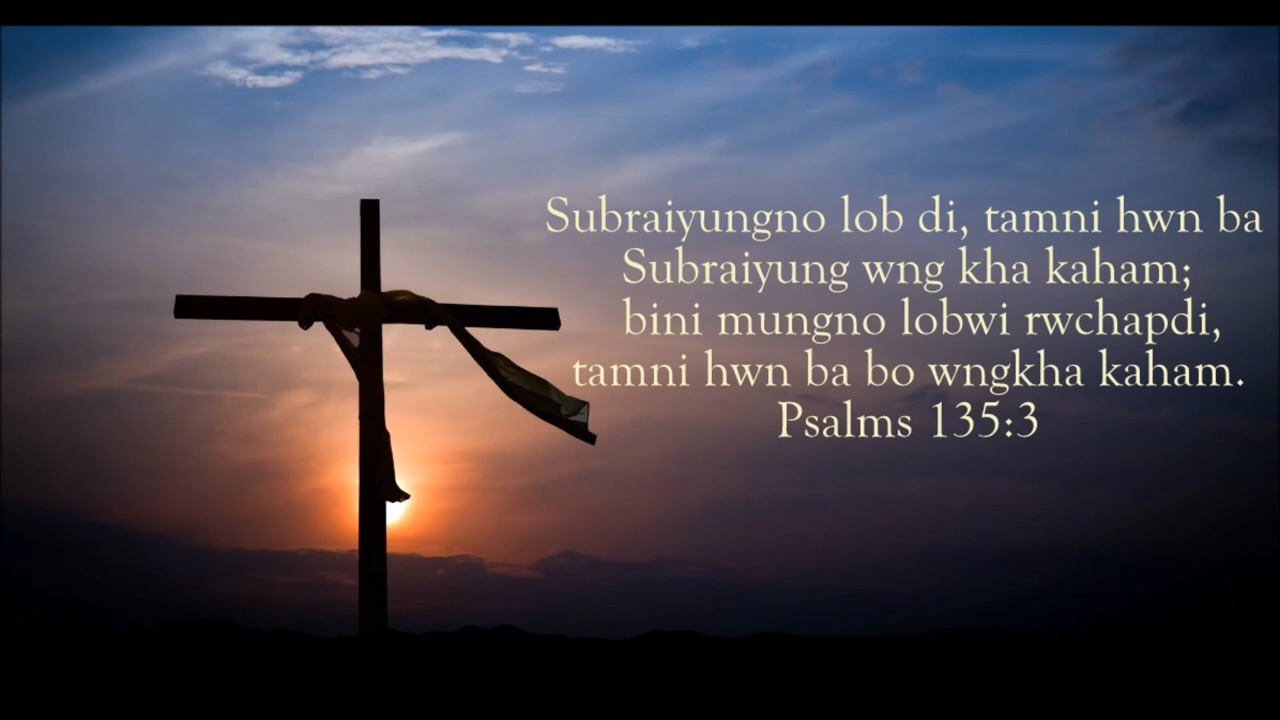 Subraiyungno lob di, tamni hwn ba
Subraiyung wng kha kaham;
bini mungno lobwi rwchapdi,
tamni hwn ba bo wngkha kaham.
Psalms 135:3